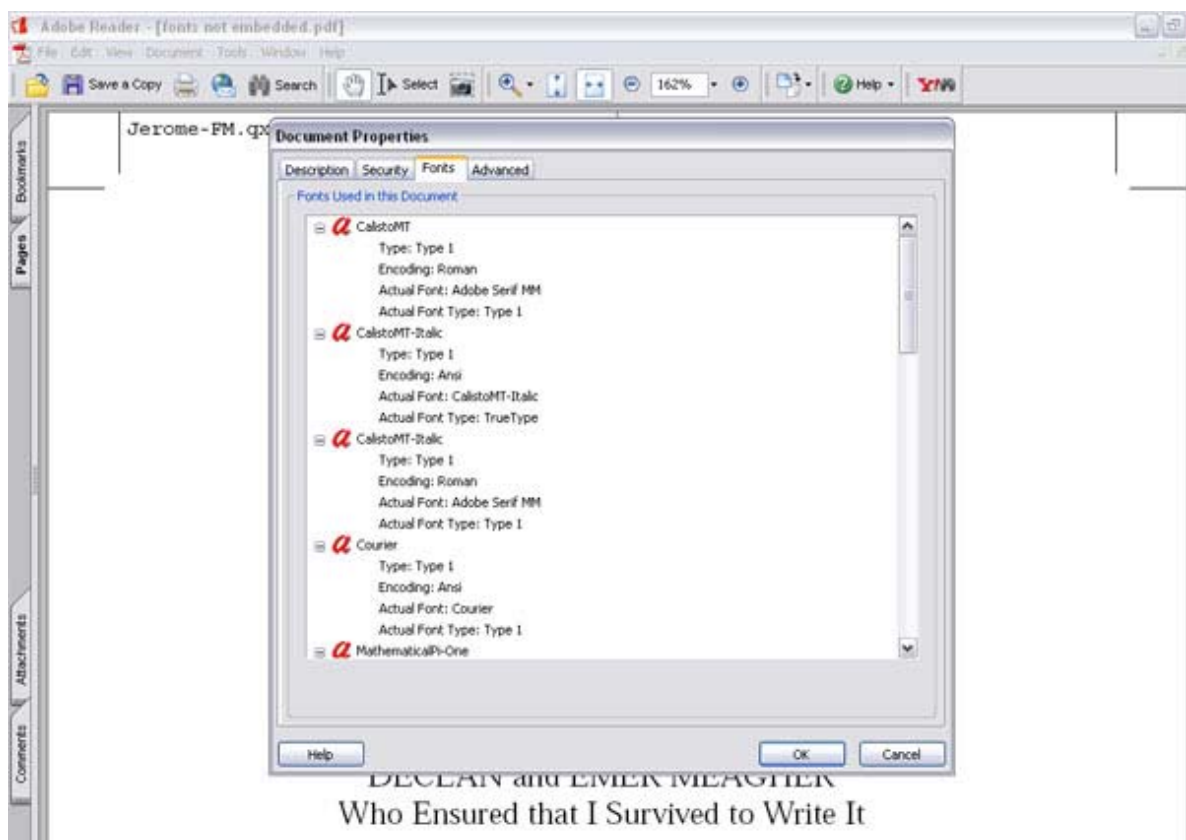 Adobe Reader - [fonts not embedded.pdf]
File Edit View Document Tools Window Help
Save a Copy Search Select 162% Help Y!
Jerome-FM.qx
Document Properties
Description Security Fonts Advanced
Fonts Used in this Document
CalistoMT
Type: Type 1
Encoding: Roman
Actual Font: Adobe Serif MM
Actual Font Type: Type 1
CalistoMT-Italic
Type: Type 1
Encoding: Ansi
Actual Font: CalistoMT-Italic
Actual Font Type: TrueType
CalistoMT-Italic
Type: Type 1
Encoding: Roman
Actual Font: Adobe Serif MM
Actual Font Type: Type 1
Courier
Type: Type 1
Encoding: Ansi
Actual Font: Courier
Actual Font Type: Type 1
MathematicalPi-One
Help OK Cancel
Bookmarks
Pages
Attachments
Comments
DECLAN and EMER MEAGHER
Who Ensured that I Survived to Write It